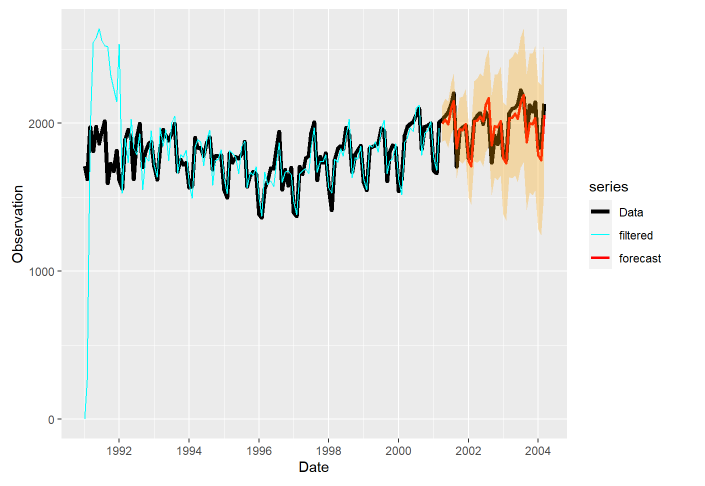 2000
1000
0
Observation
1992
1994
1996
1998
2000
2002
2004
Date
series
Data
filtered
forecast